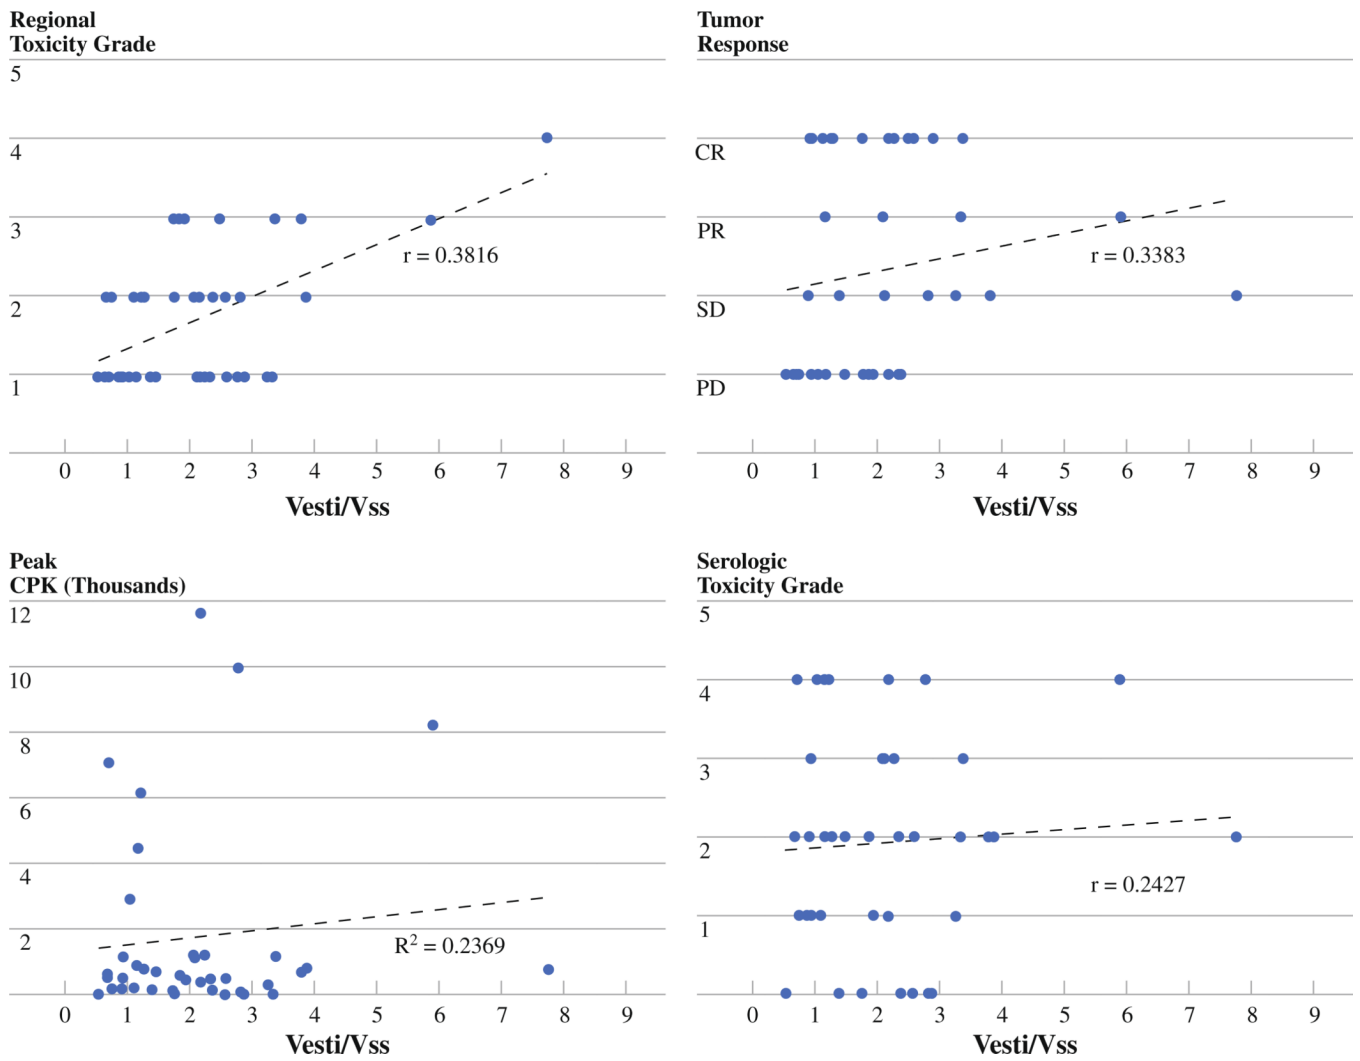 Regional
Toxicity Grade
5
4
3
r = 0.3816
2
1
0 1 2 3 4 5 6 7 8 9
Vesti/Vss
Tumor
Response
CR
PR
r = 0.3383
SD
PD
0 1 2 3 4 5 6 7 8 9
Vesti/Vss
Peak
CPK (Thousands)
12
10
8
6
4
2
R² = 0.2369
0 1 2 3 4 5 6 7 8 9
Vesti/Vss
Serologic
Toxicity Grade
5
4
3
2
r = 0.2427
1
0 1 2 3 4 5 6 7 8 9
Vesti/Vss